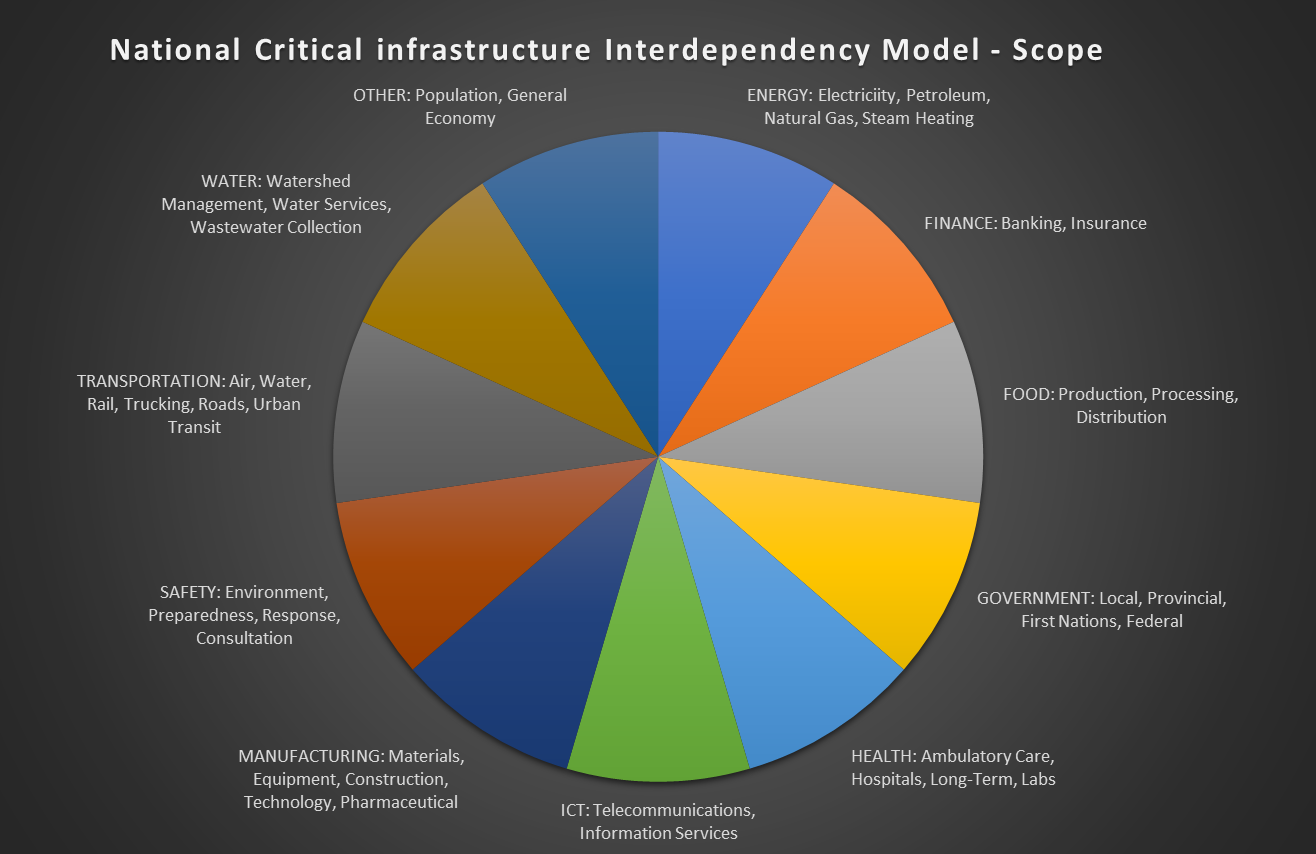 National Critical infrastructure Interdependency Model - Scope
OTHER: Population, General
Economy
ENERGY: Electriciity, Petroleum,
Natural Gas, Steam Heating
WATER: Watershed
Management, Water Services,
Wastewater Collection
FINANCE: Banking, Insurance
TRANSPORTATION: Air, Water,
Rail, Trucking, Roads, Urban
Transit
FOOD: Production, Processing,
Distribution
SAFETY: Environment,
Preparedness, Response,
Consultation
GOVERNMENT: Local, Provincial,
First Nations, Federal
MANUFACTURING: Materials,
Equipment, Construction,
Technology, Pharmaceutical
HEALTH: Ambulatory Care,
Hospitals, Long-Term, Labs
ICT: Telecommunications,
Information Services